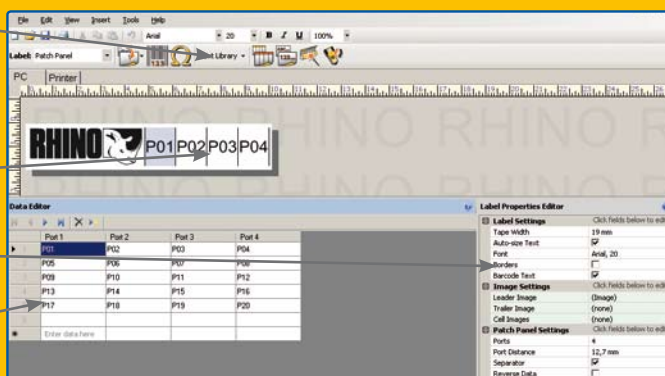 File Edit View Insert Tools Help
Arial 20 B I U 100%
Label: Patch Panel 123 t Library
PC Printer
RHINO P01 P02 P03 P04
RHINO R
RHINO R
Data Editor
Port 1 Port 2 Port 3 Port 4
P01 P02 P03 P04
P05 P06 P07 P08
P09 P10 P11 P12
P13 P14 P15 P16
P17 P18 P19 P20
Enter data here
Label Properties Editor
Label Settings Click fields below to edi
Tape Width 19 mm
Auto-size Text
Font Arial, 20
Borders
Barcode Text
Image Settings Click fields below to edi
Leader Image (Image)
Trailer Image (none)
Cell Images (none)
Patch Panel Settings Click fields below to edi
Ports 4
Port Distance 12,7 mm
Separator
Reverse Data